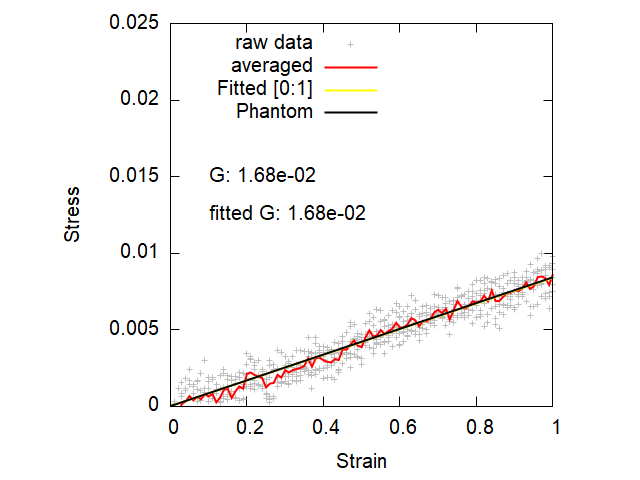 0.025
0.02
0.015
0.01
0.005
0
0
0.2
0.4
0.6
0.8
1
Stress
Strain
raw data
averaged
Fitted [0:1]
Phantom
G: 1.68e-02
fitted G: 1.68e-02